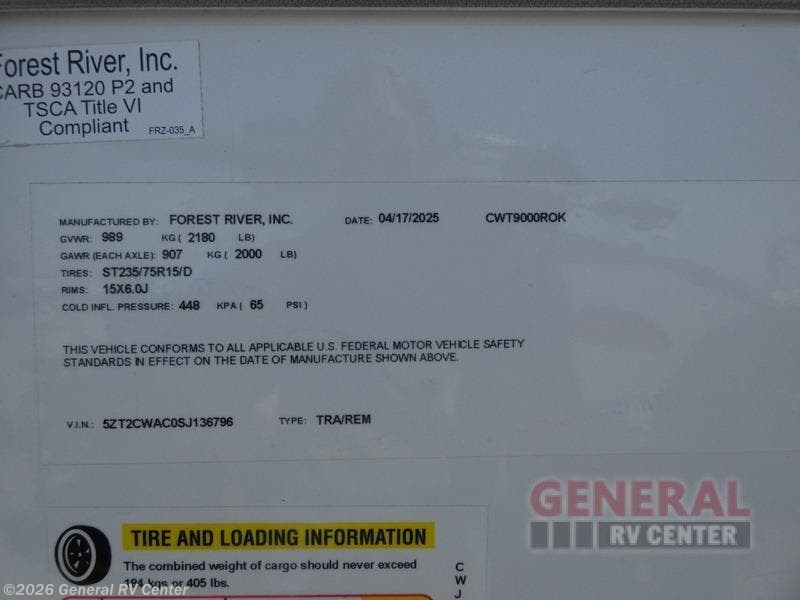 Forest River, Inc.
CARB 93120 P2 and
TSCA Title VI
Compliant FRZ-035_A
MANUFACTURED BY: FOREST RIVER, INC. DATE: 04/17/2025 CWT9000ROK
GVWR: 989 KG ( 2180 LB)
GAWR (EACH AXLE): 907 KG ( 2000 LB)
TIRES: ST235/75R15/D
RIMS: 15X6.0J
COLD INFL. PRESSURE: 448 KPA ( 65 PSI )
THIS VEHICLE CONFORMS TO ALL APPLICABLE U.S. FEDERAL MOTOR VEHICLE SAFETY
STANDARDS IN EFFECT ON THE DATE OF MANUFACTURE SHOWN ABOVE.
V.I.N.: 5ZT2CWAC0SJ136796 TYPE: TRA/REM
GENERAL
RV CENTER
TIRE AND LOADING INFORMATION
The combined weight of cargo should never exceed
184 kgs or 405 lbs.
C
W
J
©2026 General RV Center